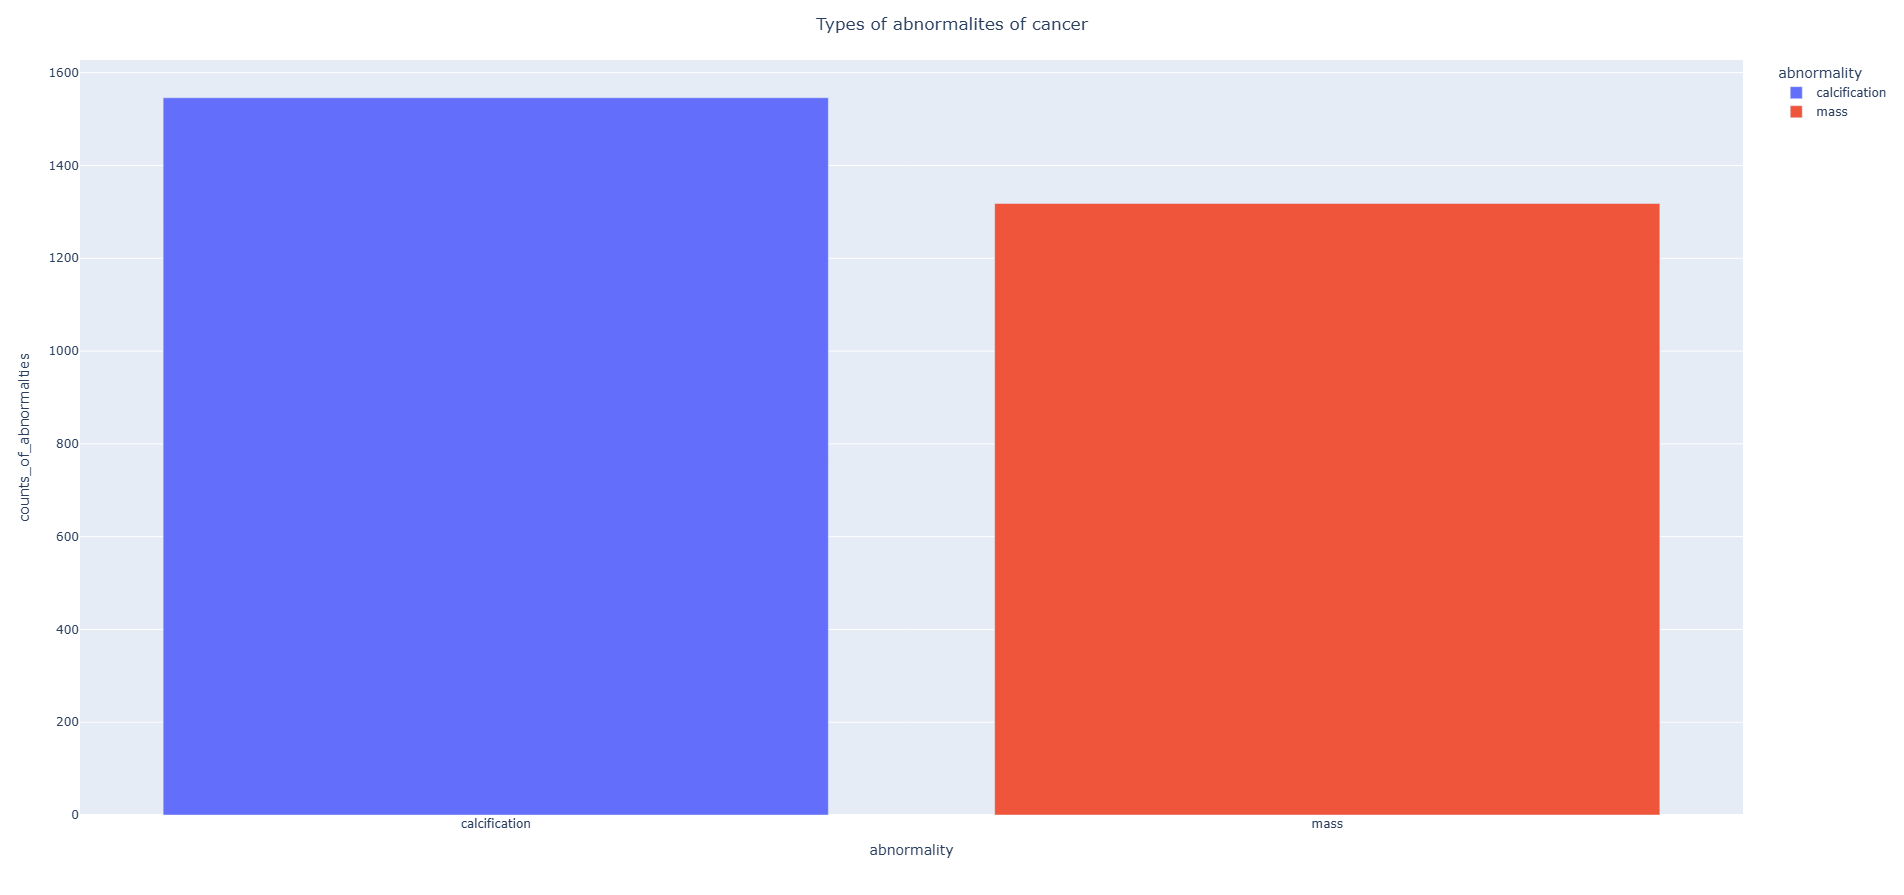 Types of abnormalites of cancer
abnormality
calcification
mass
1600
1400
1200
1000
800
600
400
200
0
counts_of_abnormalties
calcification
mass
abnormality